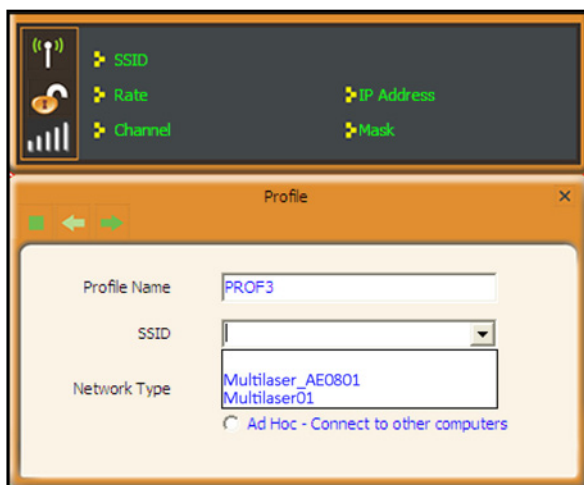 SSID
Rate
IP Address
Channel
Mask
Profile
Profile Name
PROF3
SSID
Multilaser_AE0801
Multilaser01
Network Type
Ad Hoc - Connect to other computers